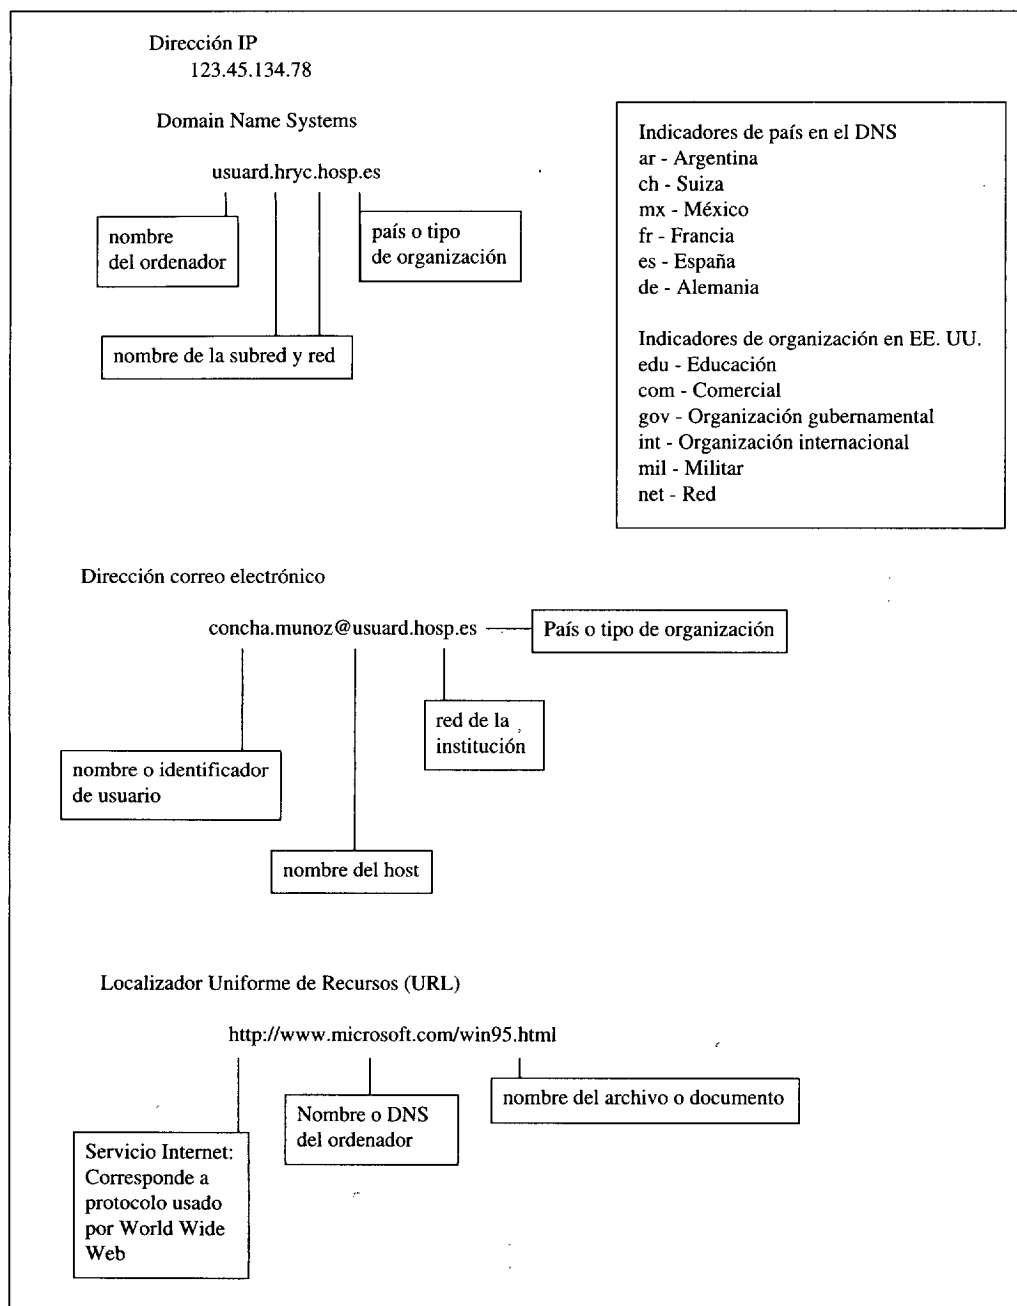 Dirección IP
123.45.134.78
Domain Name Systems
usuard.hryc.hosp.es
nombre
del ordenador
país o tipo
de organización
nombre de la subred y red
Indicadores de país en el DNS
ar - Argentina
ch - Suiza
mx - México
fr - Francia
es - España
de - Alemania
Indicadores de organización en EE. UU.
edu - Educación
com - Comercial
gov - Organización gubernamental
int - Organización internacional
mil - Militar
net - Red
Dirección correo electrónico
concha.munoz@usuard.hosp.es
País o tipo de organización
red de la
institución
nombre o identificador
de usuario
nombre del host
Localizador Uniforme de Recursos (URL)
http://www.microsoft.com/win95.html
nombre del archivo o documento
Nombre o DNS
del ordenador
Servicio Internet:
Corresponde a
protocolo usado
por World Wide
Web